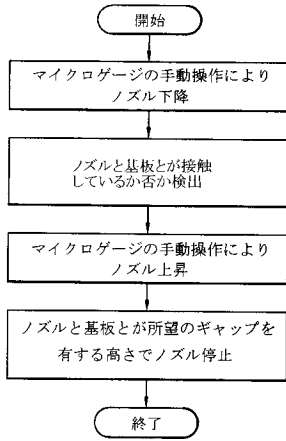 開始
マイクロゲージの手動操作により
ノズル下降
ノズルと基板とが接触
しているか否か検出
マイクロゲージの手動操作により
ノズル上昇
ノズルと基板とが所望のギャップを
有する高さでノズル停止
終了